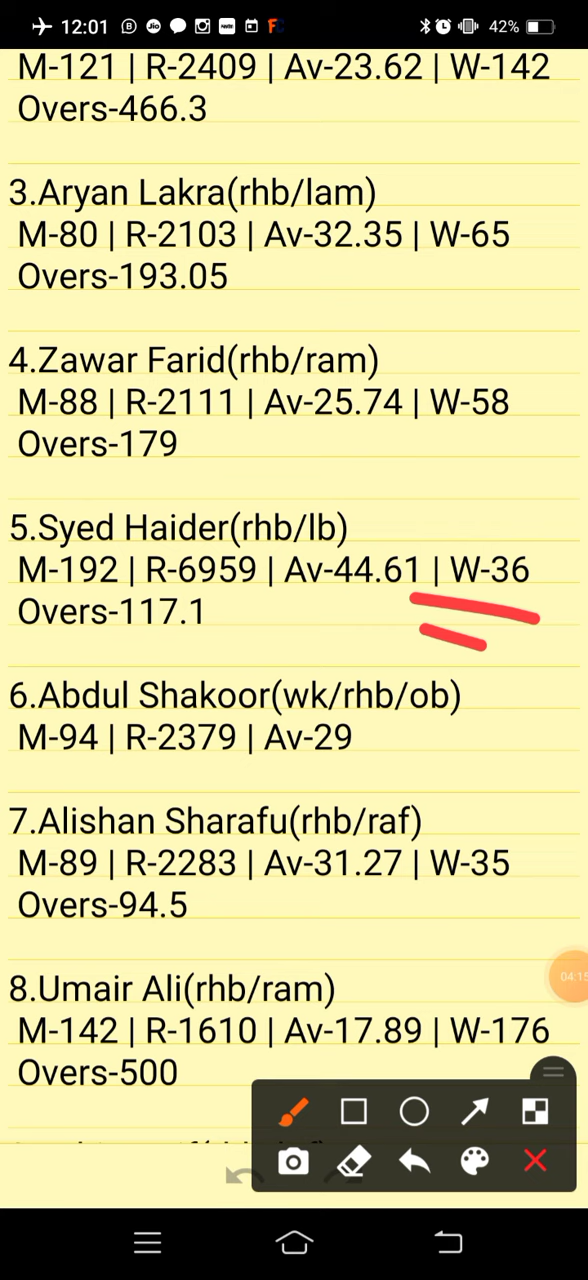 12:01
42%
M-121 | R-2409 | Av-23.62 | W-142
Overs-466.3
3.Aryan Lakra(rhb/lam)
M-80 | R-2103 | Av-32.35 | W-65
Overs-193.05
4.Zawar Farid(rhb/ram)
M-88 | R-2111 | Av-25.74 | W-58
Overs-179
5.Syed Haider(rhb/lb)
M-192 | R-6959 | Av-44.61 | W-36
Overs-117.1
6.Abdul Shakoor(wk/rhb/ob)
M-94 | R-2379 | Av-29
7.Alishan Sharafu(rhb/raf)
M-89 | R-2283 | Av-31.27 | W-35
Overs-94.5
04:15
8.Umair Ali(rhb/ram)
M-142 | R-1610 | Av-17.89 | W-176
Overs-500